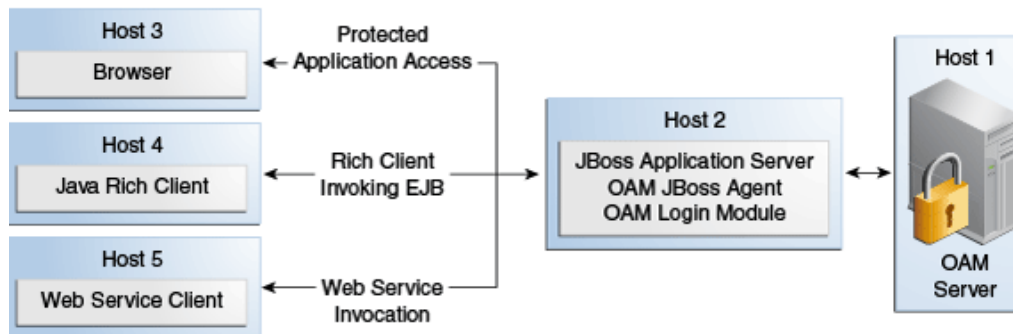 Host 3
Browser
Protected
Application Access
Host 4
Java Rich Client
Rich Client
Invoking EJB
Host 5
Web Service Client
Web Service
Invocation
Host 2
JBoss Application Server
OAM JBoss Agent
OAM Login Module
Host 1
OAM
Server